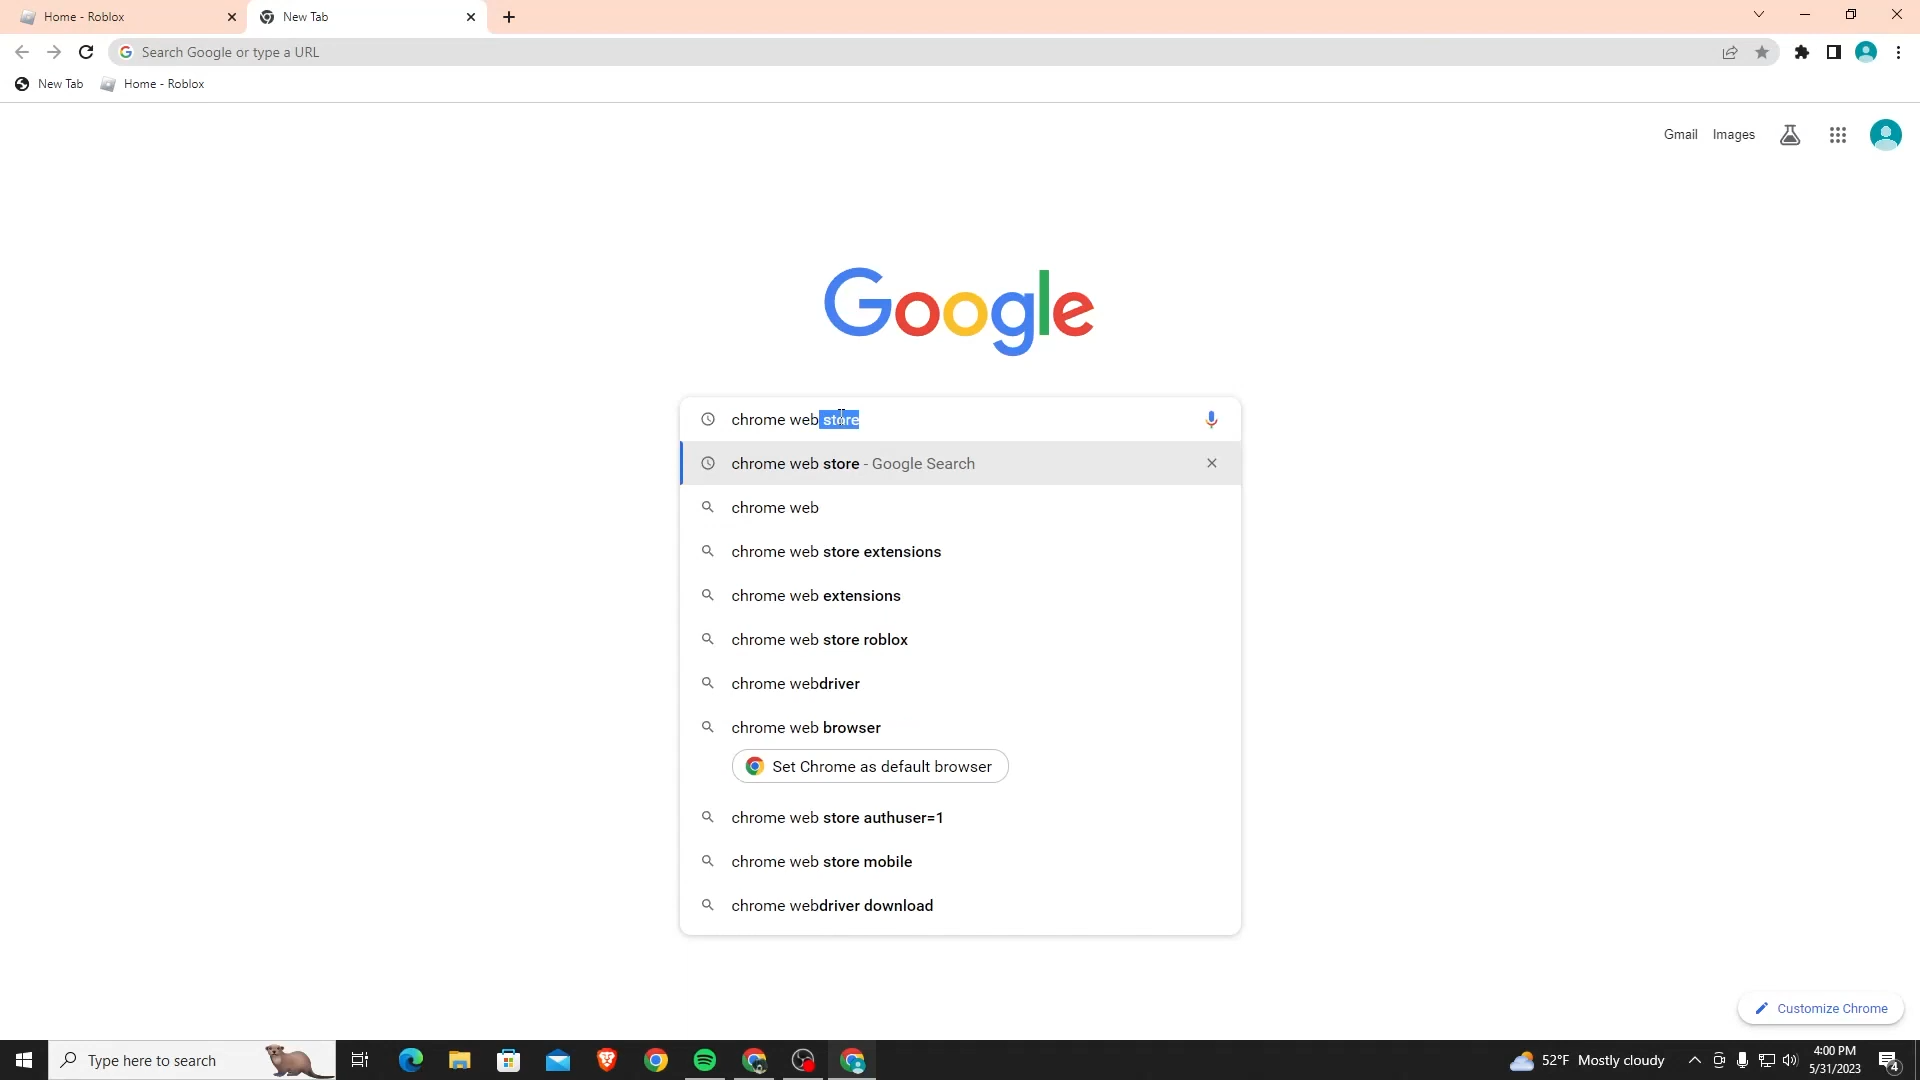 Home - Roblox
New Tab
Search Google or type a URL
New Tab
Home - Roblox
Gmail
Images
Google
chrome web store
chrome web store - Google Search
chrome web
chrome web store extensions
chrome web extensions
chrome web store roblox
chrome webdriver
chrome web browser
Set Chrome as default browser
chrome web store authuser=1
chrome web store mobile
chrome webdriver download
Customize Chrome
Type here to search
52°F Mostly cloudy
4:00 PM
5/31/2023
4